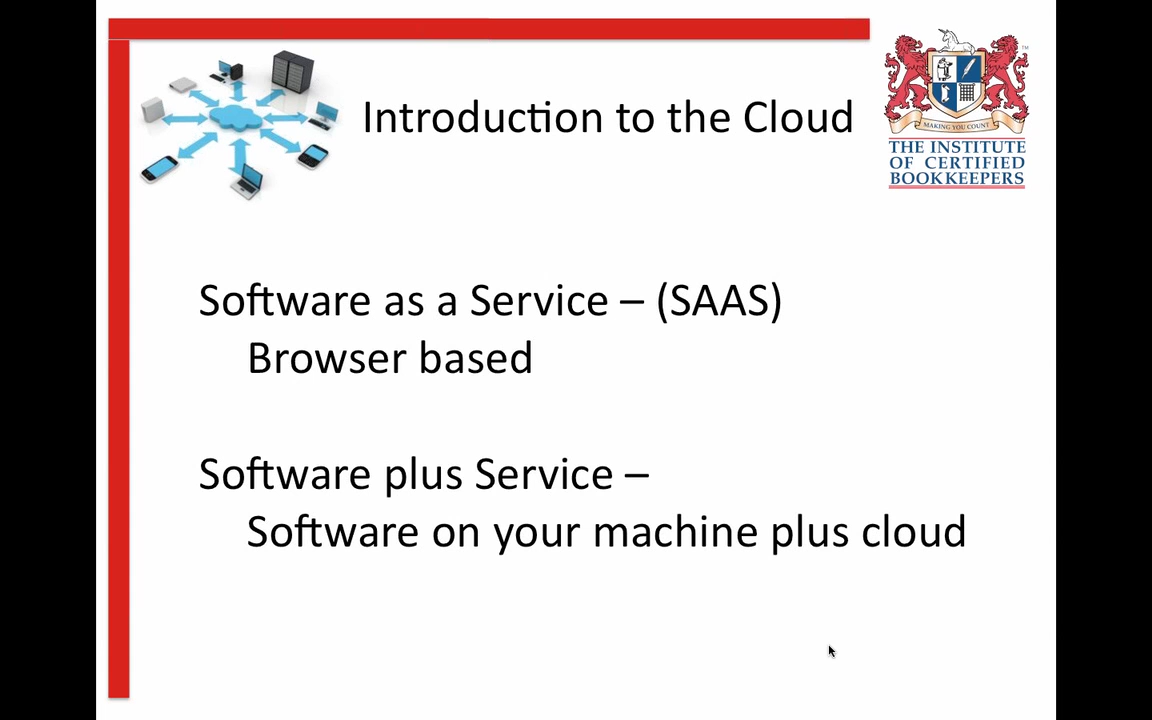 Introduction to the Cloud
MAKING YOU COUNT
TM
THE INSTITUTE
OF CERTIFIED
BOOKKEEPERS
Software as a Service – (SAAS)
Browser based
Software plus Service –
Software on your machine plus cloud